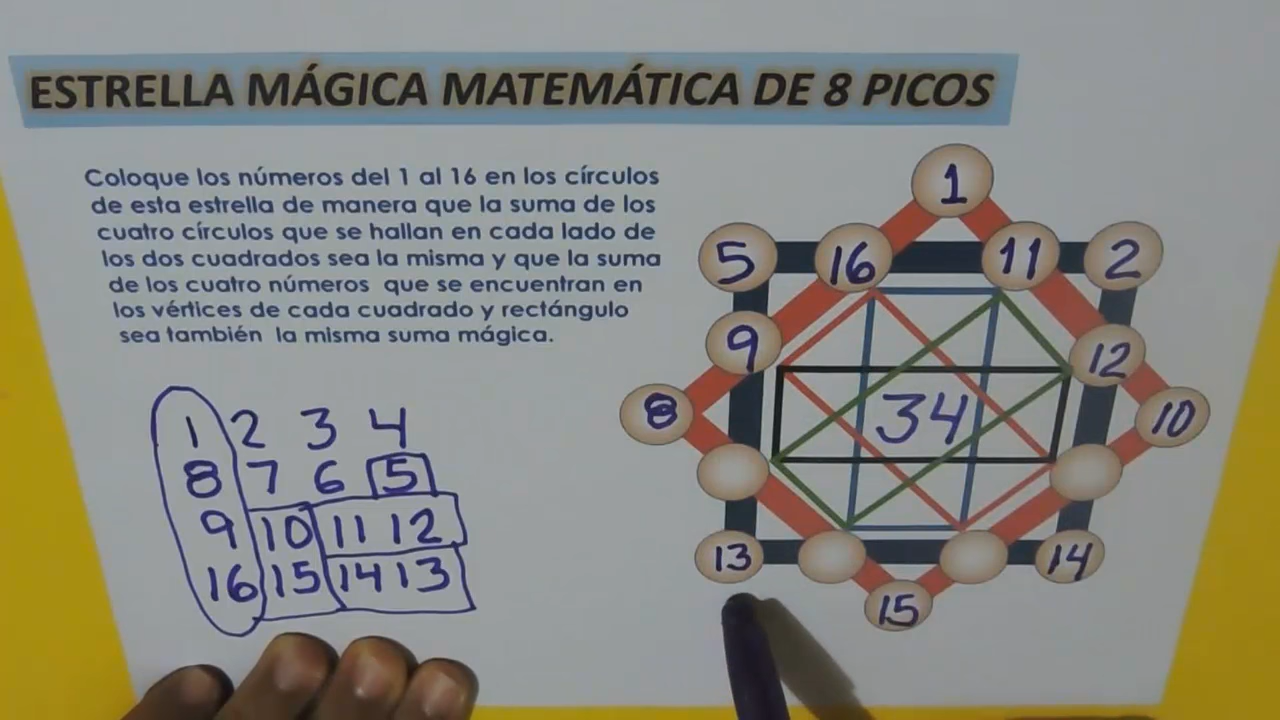 ESTRELLA MÁGICA MATEMÁTICA DE 8 PICOS
Coloque los números del 1 al 16 en los círculos
de esta estrella de manera que la suma de los
cuatro círculos que se hallan en cada lado de
los dos cuadrados sea la misma y que la suma
de los cuatro números que se encuentran en
los vértices de cada cuadrado y rectángulo
sea también la misma suma mágica.
1 2 3 4
8 7 6 5
9 10 11 12
16 15 14 13
1
5 16 11 2
9 12
8 34 10
13 14
15